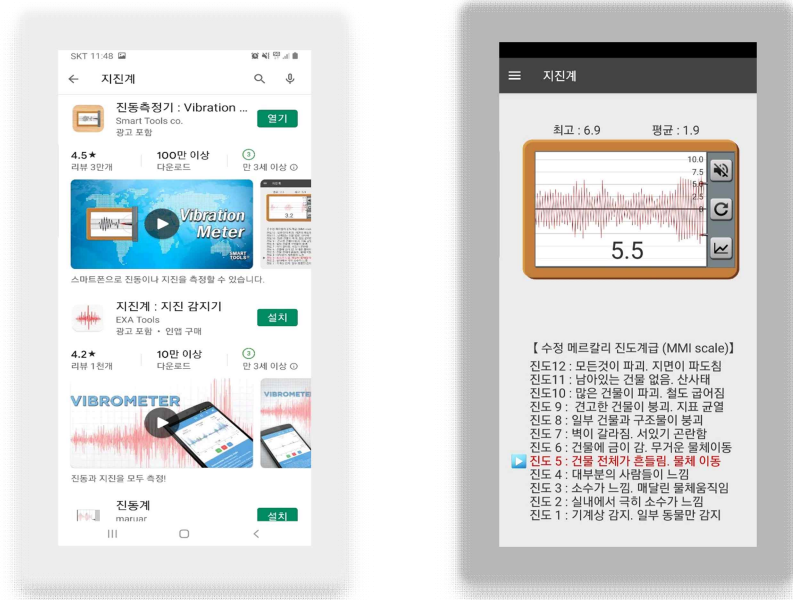 SKT 11:48
지진계
진동측정기 : Vibration ...
Smart Tools co.
광고 포함
열기
4.5★
리뷰 3만개
100만 이상
다운로드
3
만 3세 이상
Vibration
Meter
SMART
TOOLS
3.2
스마트폰으로 진동이나 지진을 측정할 수 있습니다.
지진계 : 지진 감지기
EXA Tools
광고 포함 • 인앱 구매
설치
4.2★
리뷰 1천개
10만 이상
다운로드
3
만 3세 이상
VIBROMETER
VIBROMETE
진동과 지진을 모두 측정!
진동계
maruar
설치
지진계
최고 : 6.9 평균 : 1.9
10.0
7.5
5.0
2.5
0
5.5
【 수정 메르칼리 진도계급 (MMI scale)】
진도12 : 모든것이 파괴. 지면이 파도침
진도11 : 남아있는 건물 없음. 산사태
진도10 : 많은 건물이 파괴. 철도 굽어짐
진도 9 : 견고한 건물이 붕괴. 지표 균열
진도 8 : 일부 건물과 구조물이 붕괴
진도 7 : 벽이 갈라짐. 서있기 곤란함
진도 6 : 건물에 금이 감. 무거운 물체이동
진도 5 : 건물 전체가 흔들림. 물체 이동
진도 4 : 대부분의 사람들이 느낌
진도 3 : 소수가 느낌. 매달린 물체움직임
진도 2 : 실내에서 극히 소수가 느낌
진도 1 : 기계상 감지. 일부 동물만 감지